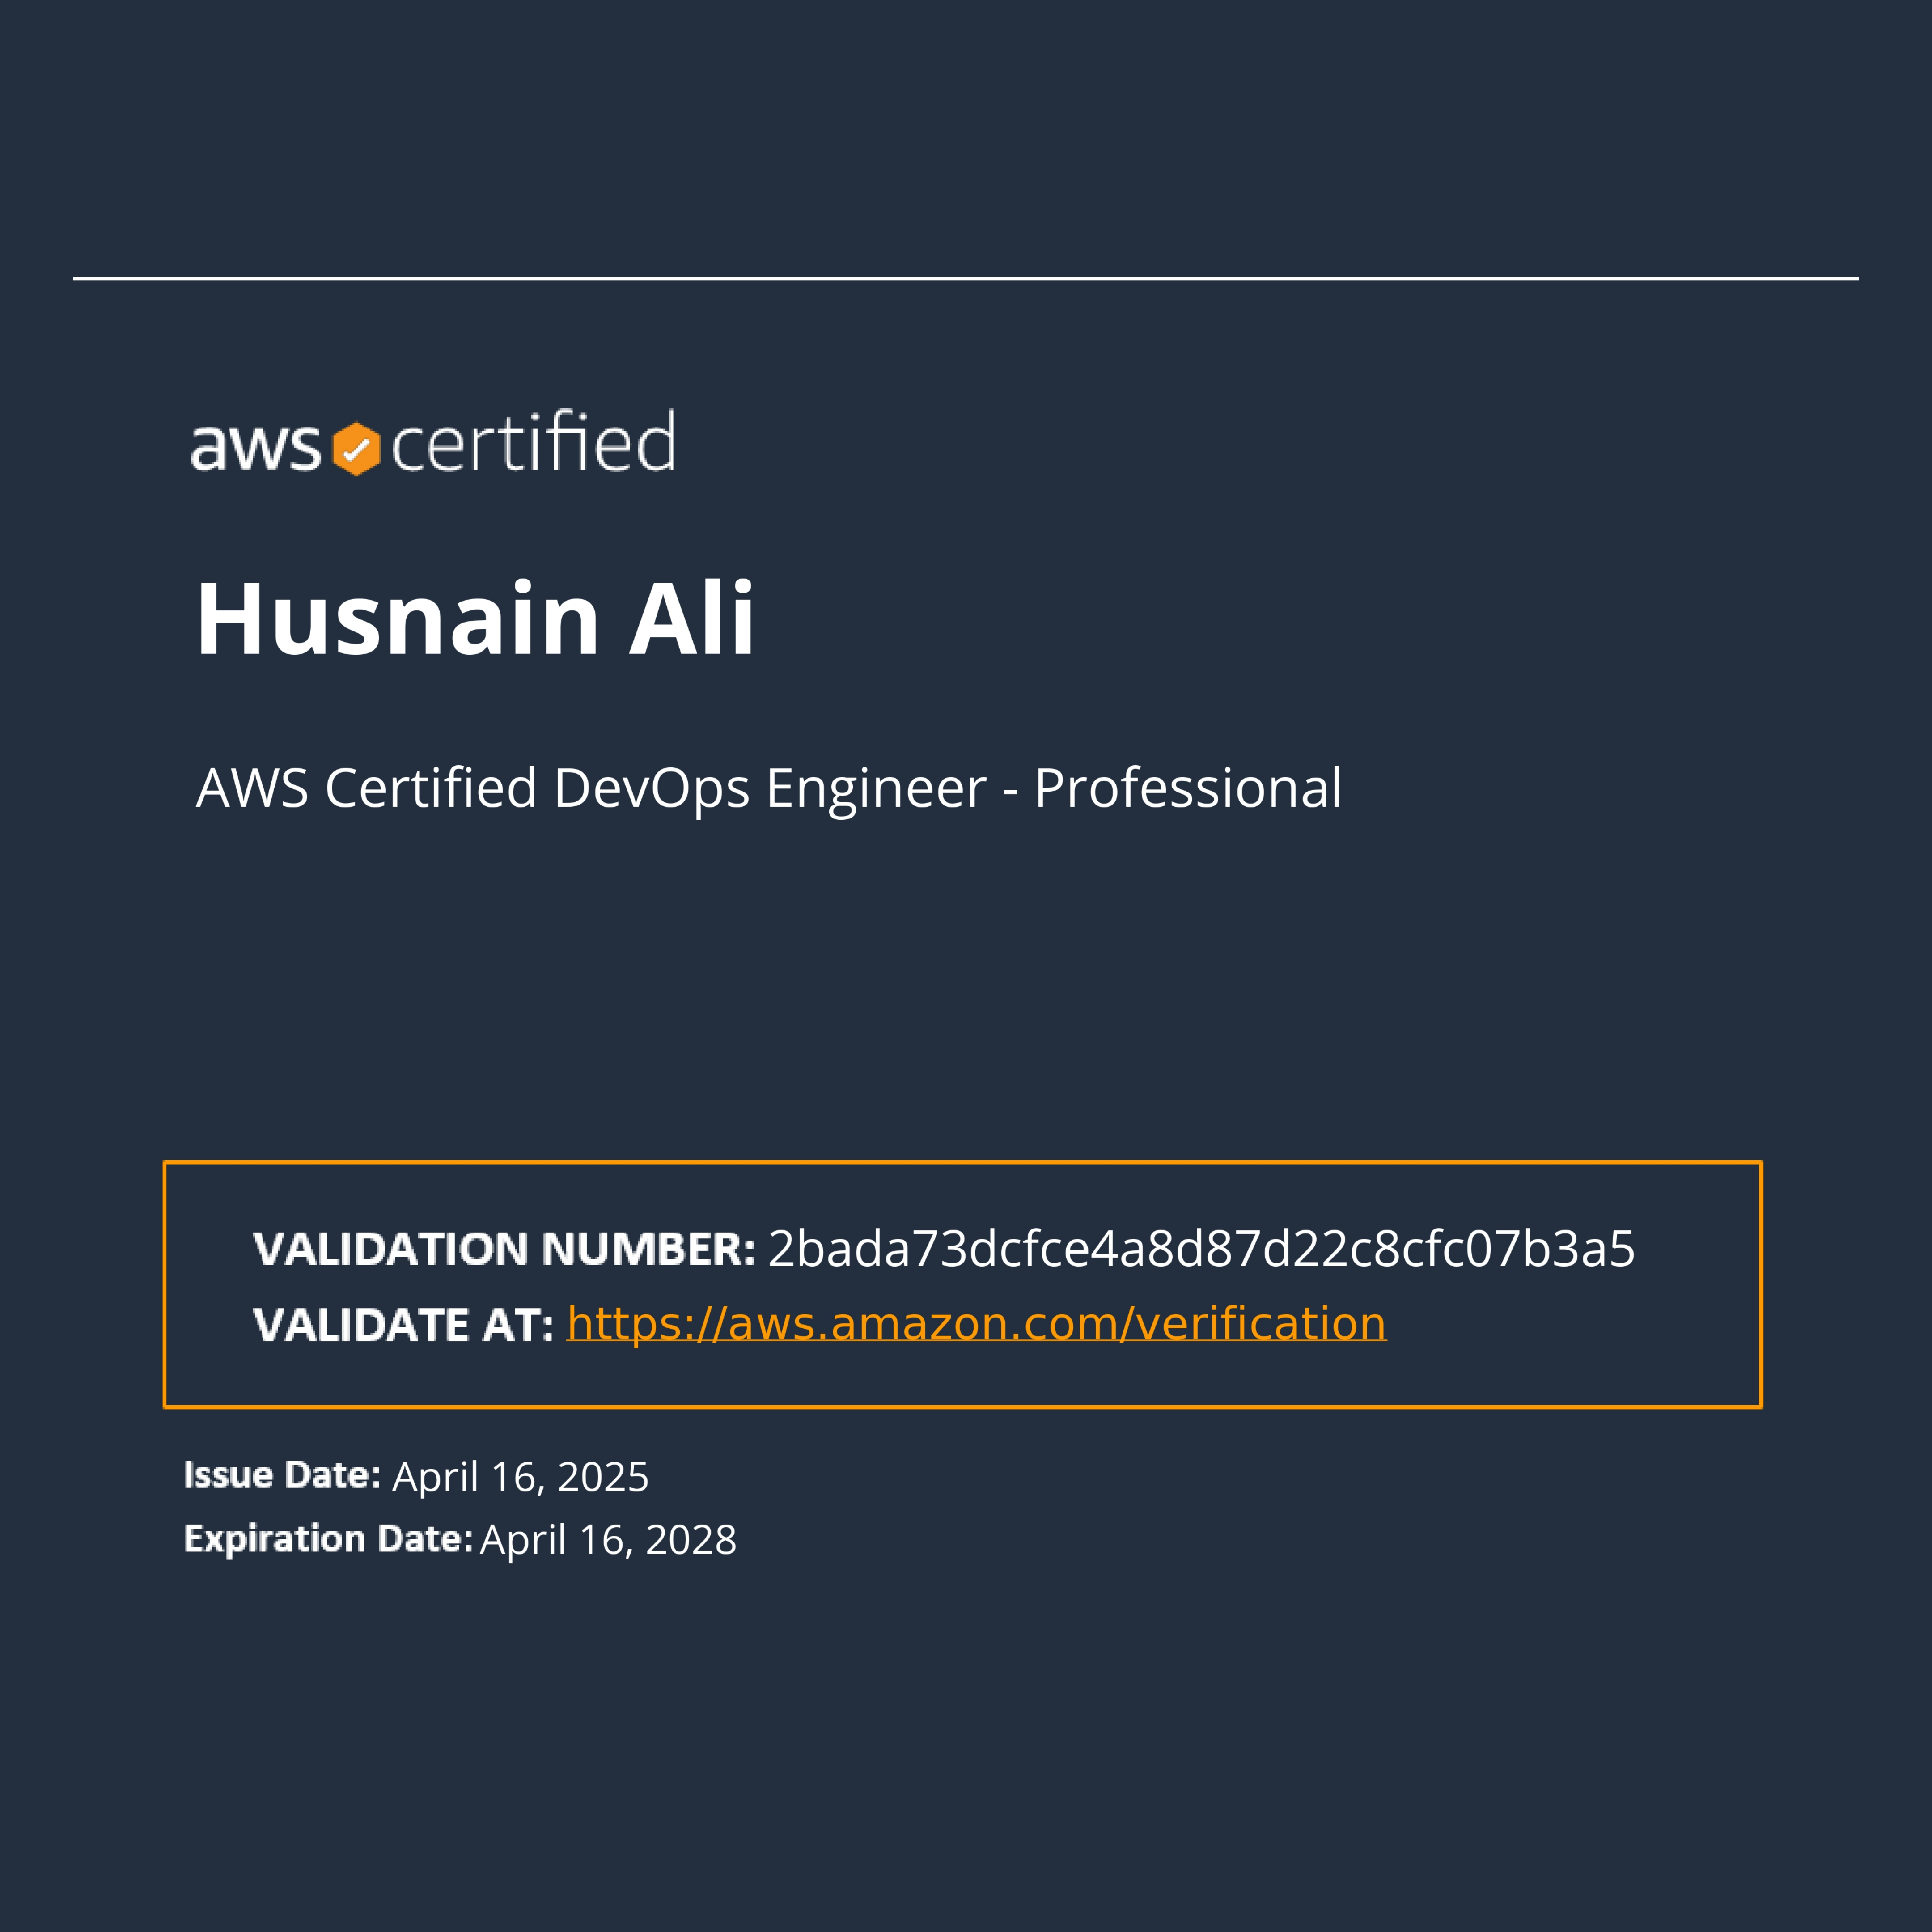 aws certified
Husnain Ali
AWS Certified DevOps Engineer - Professional
VALIDATION NUMBER: 2bada73dcfce4a8d87d22c8cfc07b3a5
VALIDATE AT: https://aws.amazon.com/verification
Issue Date: April 16, 2025
Expiration Date: April 16, 2028